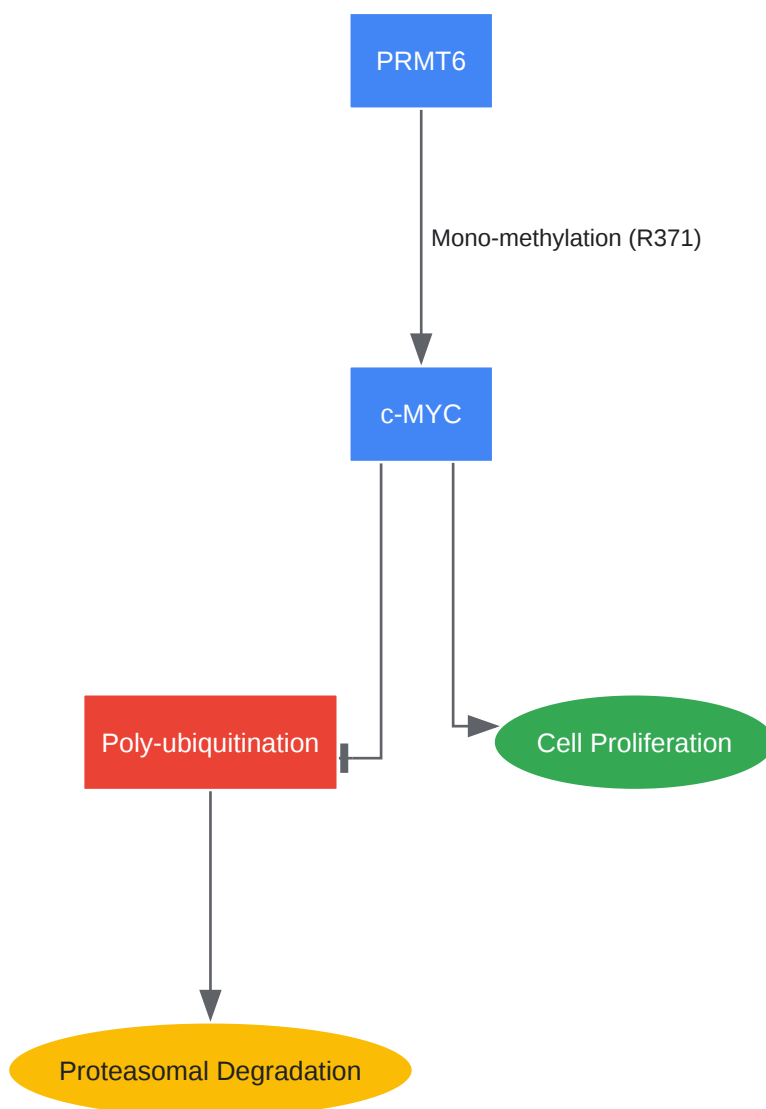 PRMT6
Mono-methylation (R371)
c-MYC
Poly-ubiquitination
Cell Proliferation
Proteasomal Degradation